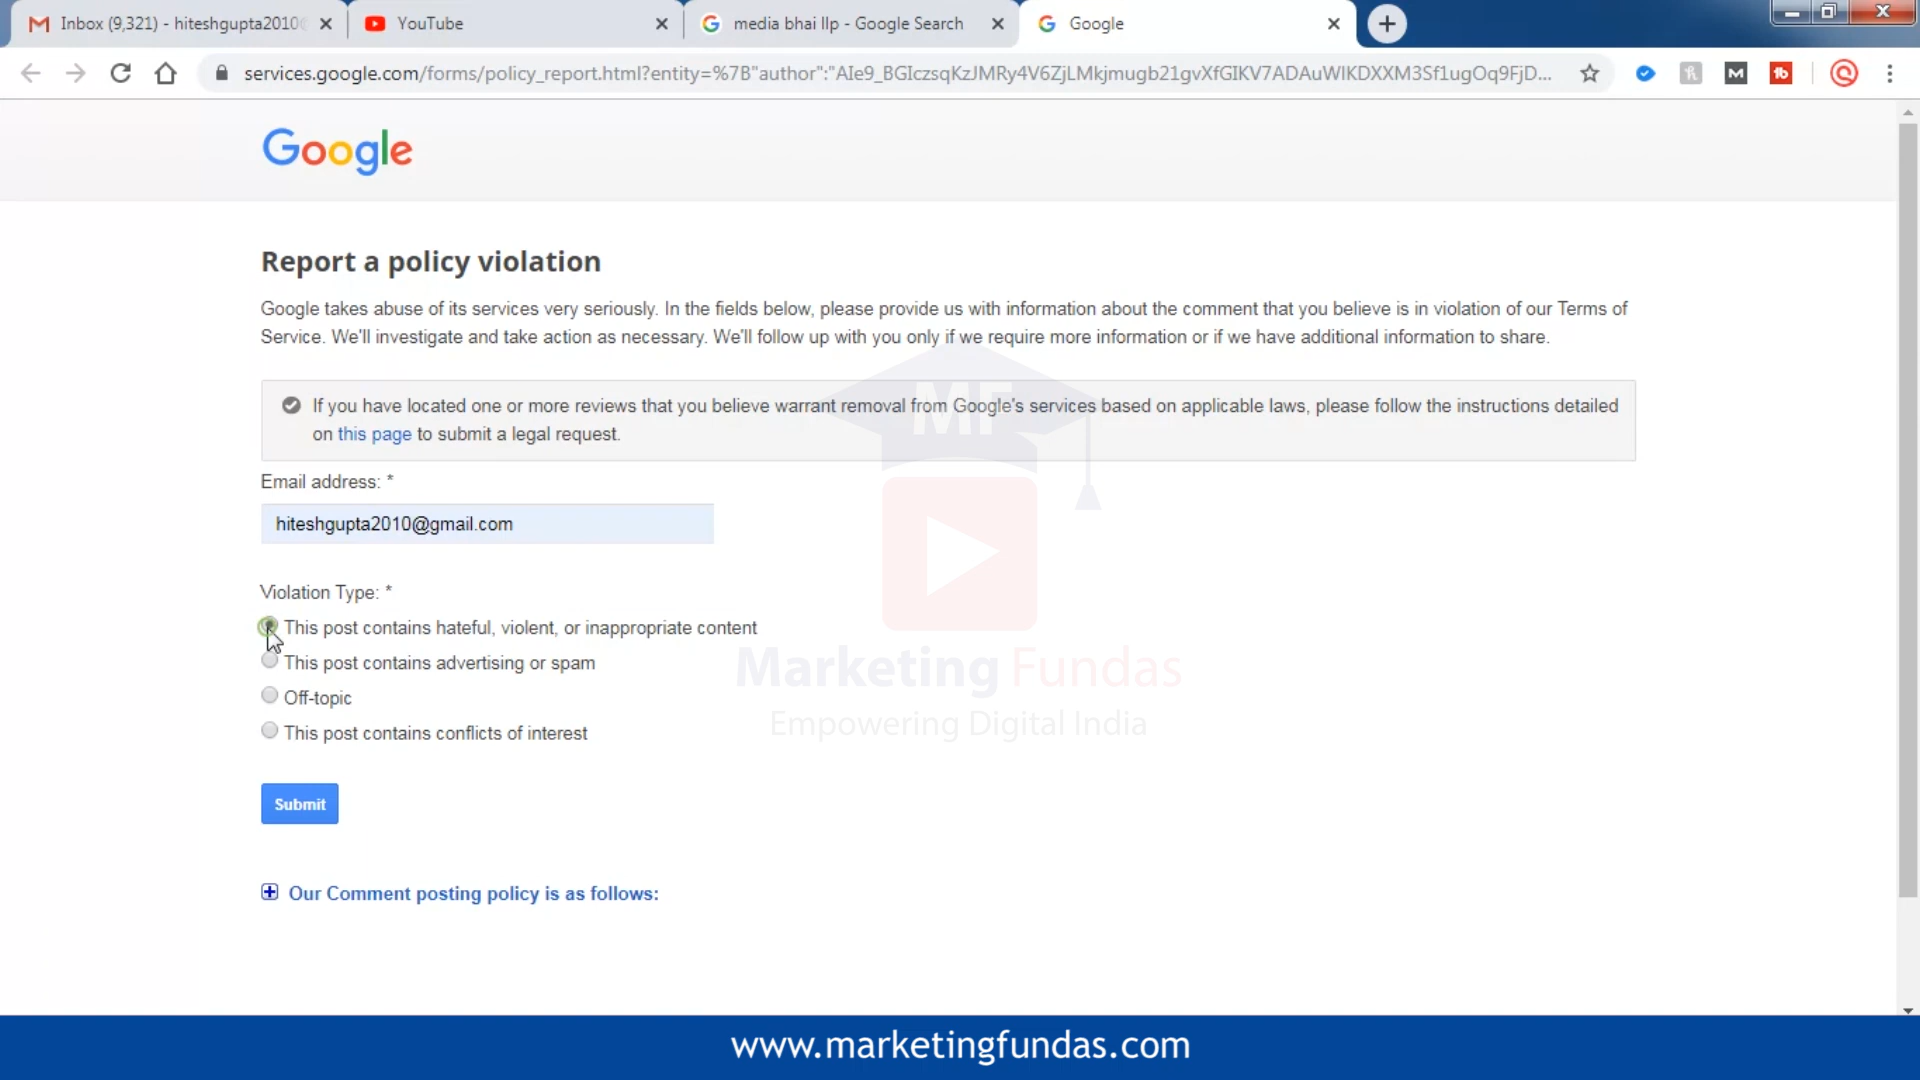 Inbox (9,321) - hiteshgupta2010
YouTube
media bhai llp - Google Search
Google
services.google.com/forms/policy_report.html?entity=%7B"author":"AIe9_BGIczsqKzJMRy4V6ZjLMkjmugb21gvXfGIKV7ADAuWIKDXXM3Sf1ugOq9FjD...
Google
Report a policy violation
Google takes abuse of its services very seriously. In the fields below, please provide us with information about the comment that you believe is in violation of our Terms of
Service. We'll investigate and take action as necessary. We'll follow up with you only if we require more information or if we have additional information to share.
MF
If you have located one or more reviews that you believe warrant removal from Google's services based on applicable laws, please follow the instructions detailed
on this page to submit a legal request.
Email address: *
hiteshgupta2010@gmail.com
Violation Type: *
This post contains hateful, violent, or inappropriate content
This post contains advertising or spam
Off-topic
This post contains conflicts of interest
Marketing Fundas
Empowering Digital India
Submit
Our Comment posting policy is as follows:
www.marketingfundas.com